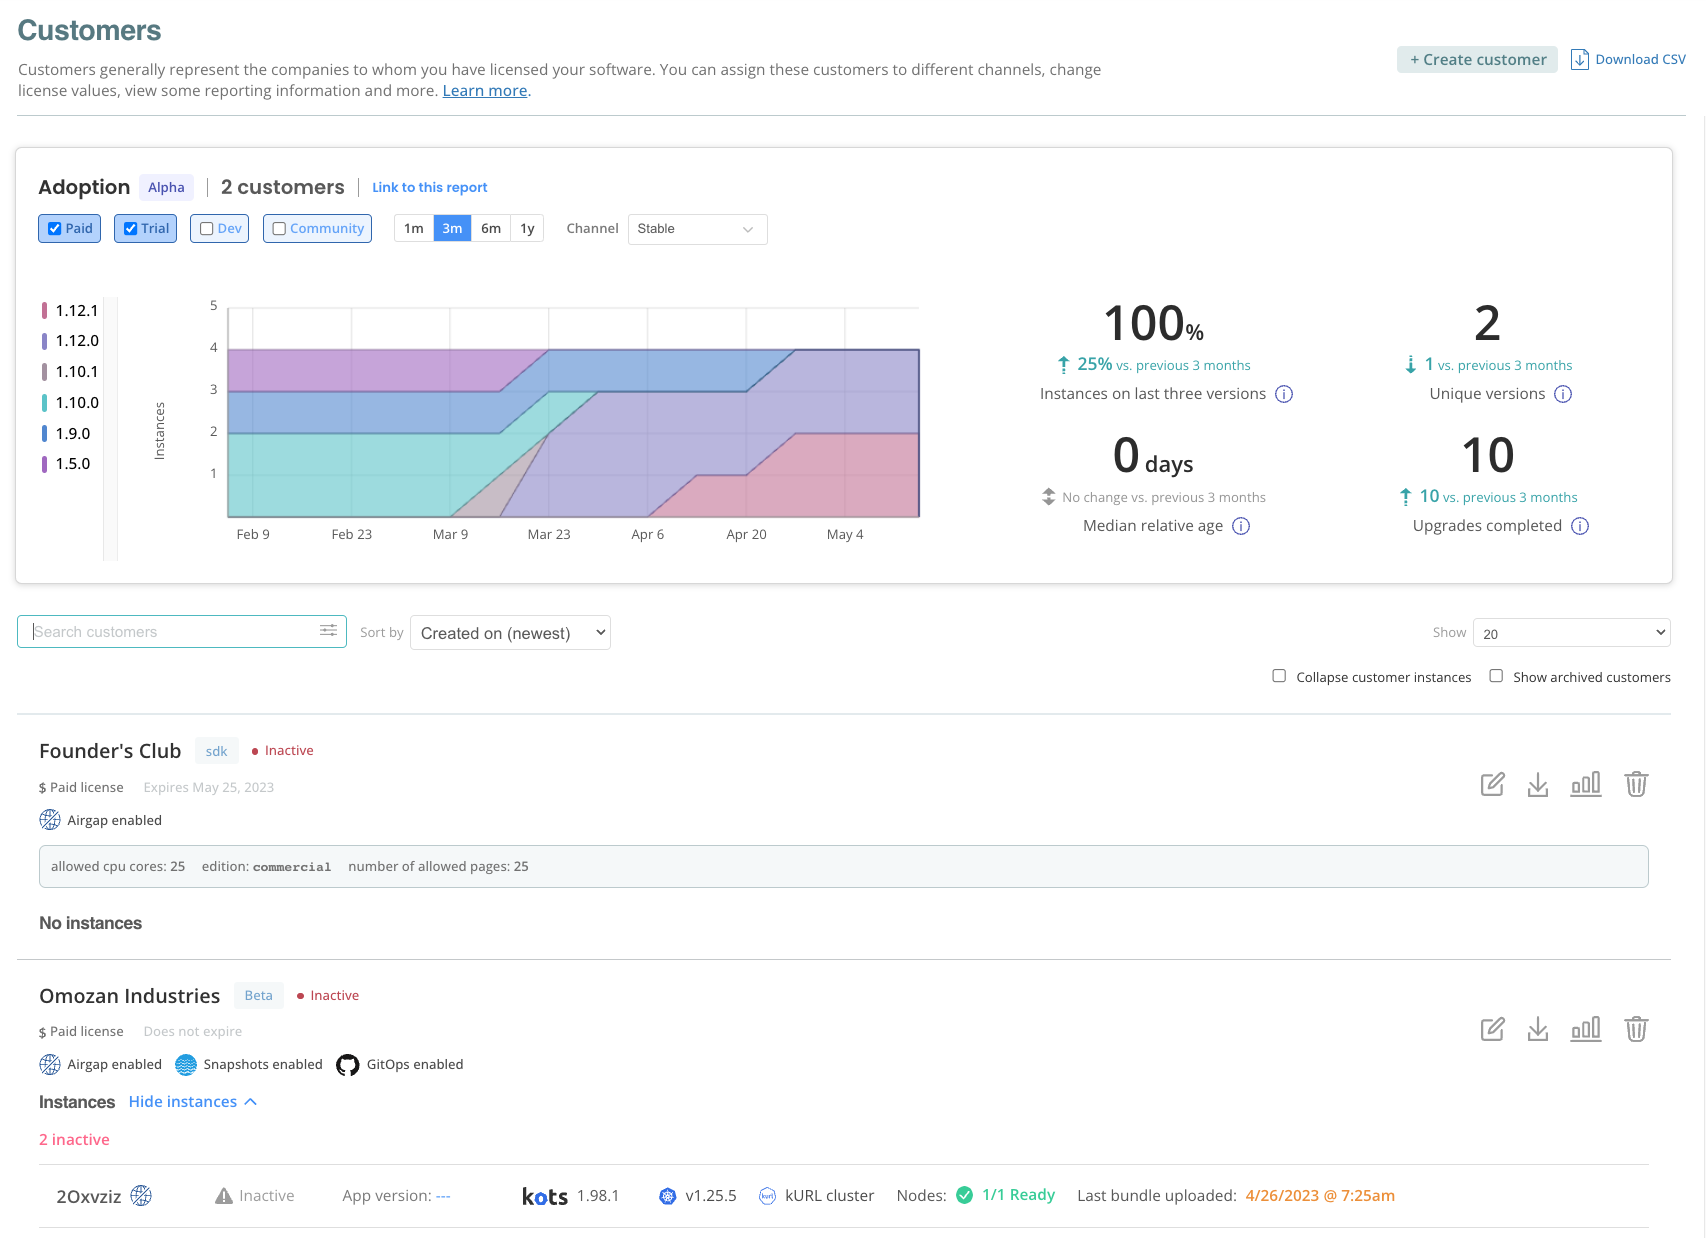 Customers
Customers generally represent the companies to whom you have licensed your software. You can assign these customers to different channels, change
license values, view some reporting information and more. Learn more.
+ Create customer Download CSV
Adoption Alpha 2 customers Link to this report
Paid Trial Dev Community 1m 3m 6m 1y Channel Stable
1.12.1
1.12.0
1.10.1
1.10.0
1.9.0
1.5.0
Instances
5
4
3
2
1
Feb 9 Feb 23 Mar 9 Mar 23 Apr 6 Apr 20 May 4
100%
25% vs. previous 3 months
Instances on last three versions i
2
1 vs. previous 3 months
Unique versions i
0 days
No change vs. previous 3 months
Median relative age i
10
10 vs. previous 3 months
Upgrades completed i
Search customers Sort by Created on (newest) Show 20
Collapse customer instances Show archived customers
Founder's Club sdk Inactive
$ Paid license Expires May 25, 2023
Airgap enabled
allowed cpu cores: 25 edition: commercial number of allowed pages: 25
No instances
Omozan Industries Beta Inactive
$ Paid license Does not expire
Airgap enabled Snapshots enabled GitOps enabled
Instances Hide instances
2 inactive
2Oxvziz Inactive App version: --- kots 1.98.1 v1.25.5 kURL kURL cluster Nodes: 1/1 Ready Last bundle uploaded: 4/26/2023 @ 7:25am